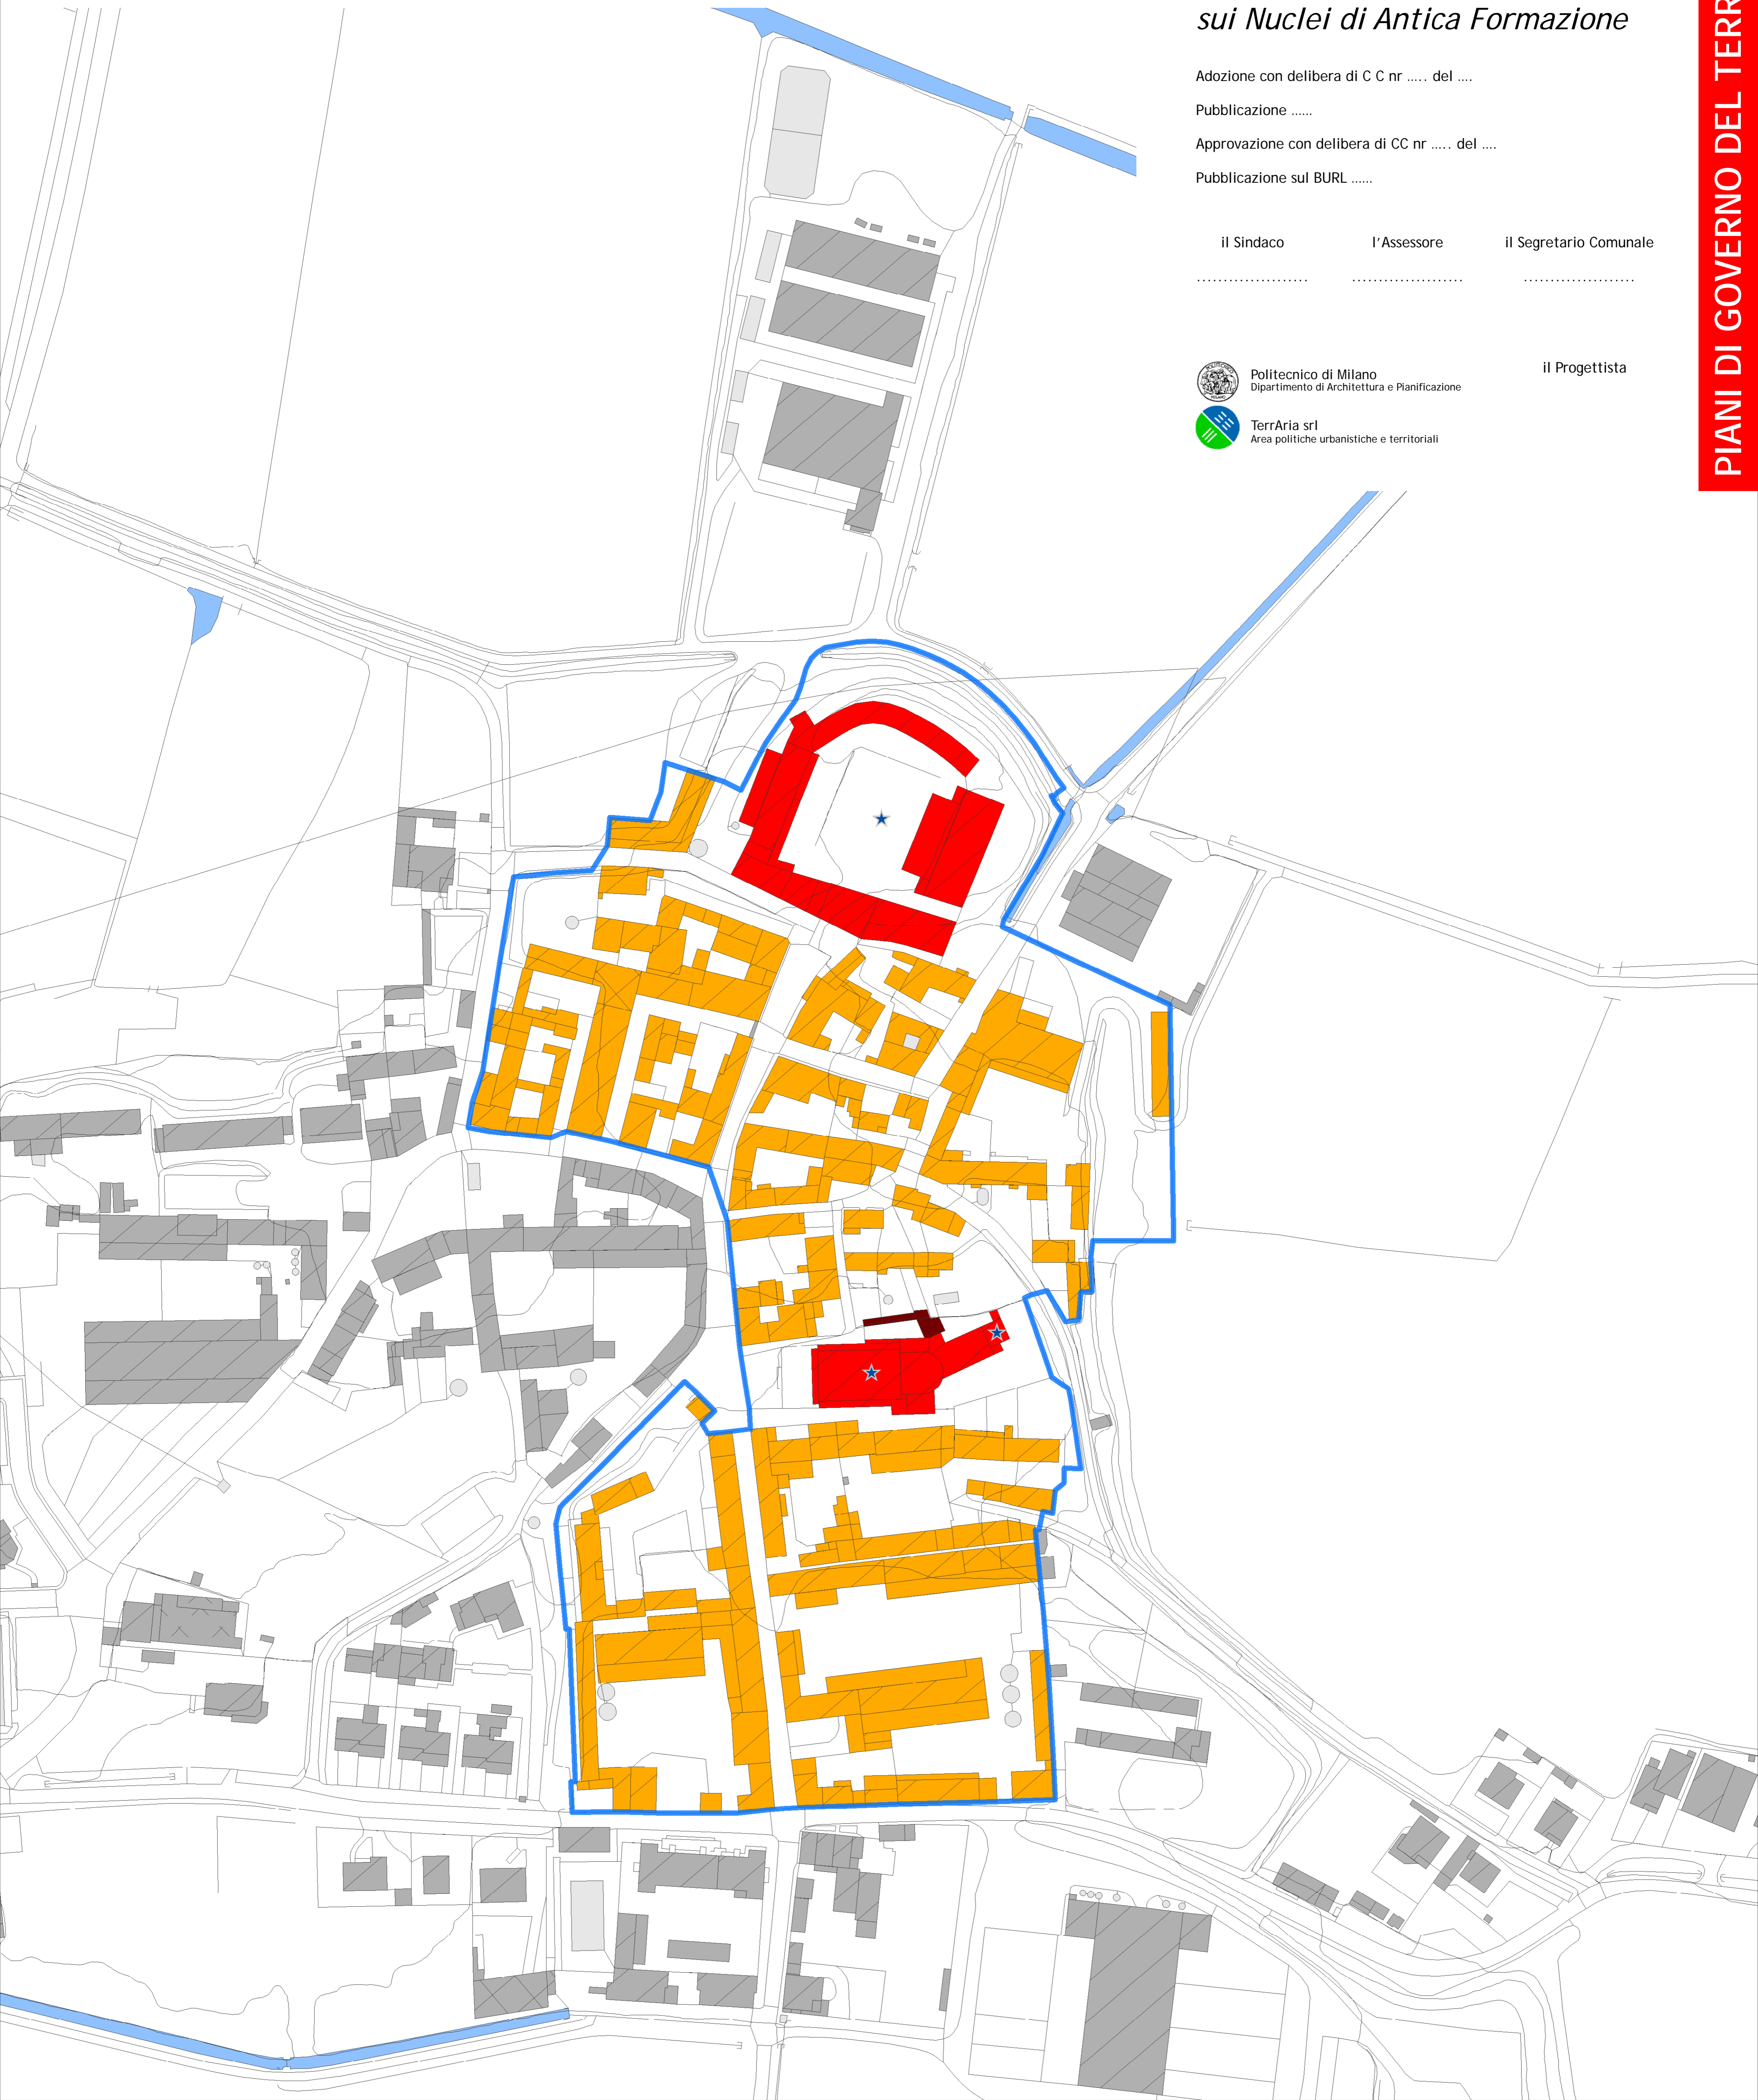 sui Nuclei di Antica Formazione
Adozione con delibera di C C nr ..... del ....
Pubblicazione ......
Approvazione con delibera di CC nr ..... del ....
Pubblicazione sul BURL ......
il Sindaco l'Assessore il Segretario Comunale
..................... ..................... .....................
il Progettista
Politecnico di Milano
Dipartimento di Architettura e Pianificazione
TerrAria srl
Area politiche urbanistiche e territoriali
PIANI DI GOVERNO DEL TERR